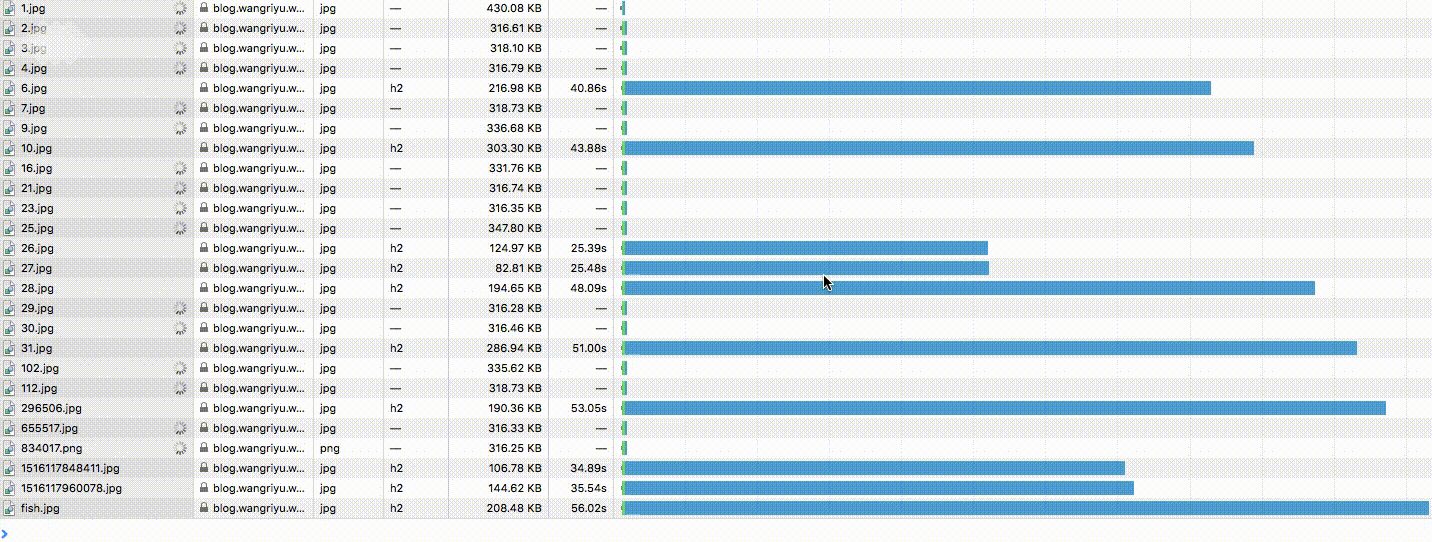 1.jpg blog.wangriyu.w... jpg — 430.08 KB —
2.jpg blog.wangriyu.w... jpg — 316.61 KB —
3.jpg blog.wangriyu.w... jpg — 318.10 KB —
4.jpg blog.wangriyu.w... jpg — 316.79 KB —
6.jpg blog.wangriyu.w... jpg h2 216.98 KB 40.86s
7.jpg blog.wangriyu.w... jpg — 318.73 KB —
9.jpg blog.wangriyu.w... jpg — 336.68 KB —
10.jpg blog.wangriyu.w... jpg h2 303.30 KB 43.88s
16.jpg blog.wangriyu.w... jpg — 331.76 KB —
21.jpg blog.wangriyu.w... jpg — 316.74 KB —
23.jpg blog.wangriyu.w... jpg — 316.35 KB —
25.jpg blog.wangriyu.w... jpg — 347.80 KB —
26.jpg blog.wangriyu.w... jpg h2 124.97 KB 25.39s
27.jpg blog.wangriyu.w... jpg h2 82.81 KB 25.48s
28.jpg blog.wangriyu.w... jpg h2 194.65 KB 48.09s
29.jpg blog.wangriyu.w... jpg — 316.28 KB —
30.jpg blog.wangriyu.w... jpg — 316.46 KB —
31.jpg blog.wangriyu.w... jpg h2 286.94 KB 51.00s
102.jpg blog.wangriyu.w... jpg — 335.62 KB —
112.jpg blog.wangriyu.w... jpg — 318.73 KB —
296506.jpg blog.wangriyu.w... jpg h2 190.36 KB 53.05s
655517.jpg blog.wangriyu.w... jpg — 316.33 KB —
834017.png blog.wangriyu.w... png — 316.25 KB —
1516117848411.jpg blog.wangriyu.w... jpg h2 106.78 KB 34.89s
1516117960078.jpg blog.wangriyu.w... jpg h2 144.62 KB 35.54s
fish.jpg blog.wangriyu.w... jpg h2 208.48 KB 56.02s